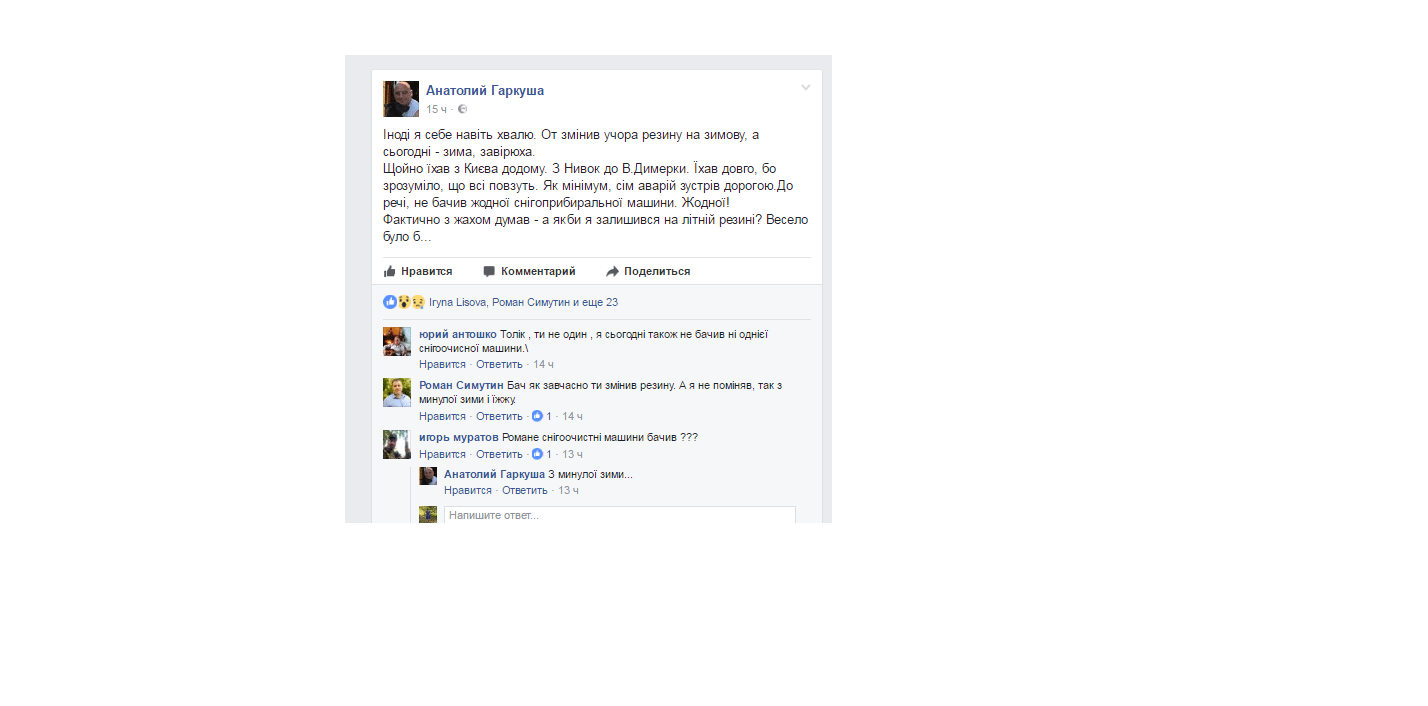 Анатолий Гаркуша
15 ч ·
Іноді я себе навіть хвалю. От змінив учора резину на зимову, а
сьогодні - зима, завірюха.
Щойно їхав з Києва додому. З Нивок до В.Димерки. Їхав довго, бо
зрозуміло, що всі повзуть. Як мінімум, сім аварій зустрів дорогою.До
речі, не бачив жодної снігоприбиральної машини. Жодної!
Фактично з жахом думав - а якби я залишився на літній резині? Весело
було б...
Нравится Комментарий Поделиться
Iryna Lisova, Роман Симутин и еще 23
юрий антошко Толік , ти не один , я сьогодні також не бачив ні однієї
снігоочисної машини.\
Нравится · Ответить · 14 ч
Роман Симутин Бач як завчасно ти змінив резину. А я не поміняв, так з
минулої зими і їжжу.
Нравится · Ответить · 1 · 14 ч
игорь муратов Романе снігоочистні машини бачив ???
Нравится · Ответить · 1 · 13 ч
Анатолий Гаркуша З минулої зими...
Нравится · Ответить · 13 ч
Напишите ответ...